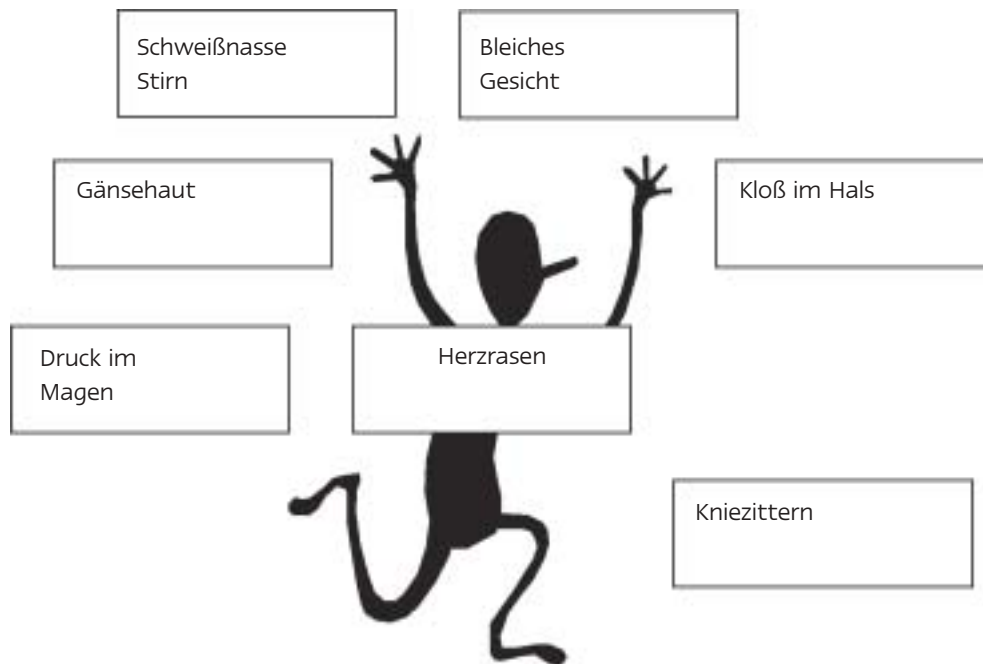 Schweißnasse
Stirn
Bleiches
Gesicht
Gänsehaut
Kloß im Hals
Druck im
Magen
Herzrasen
Kniezittern